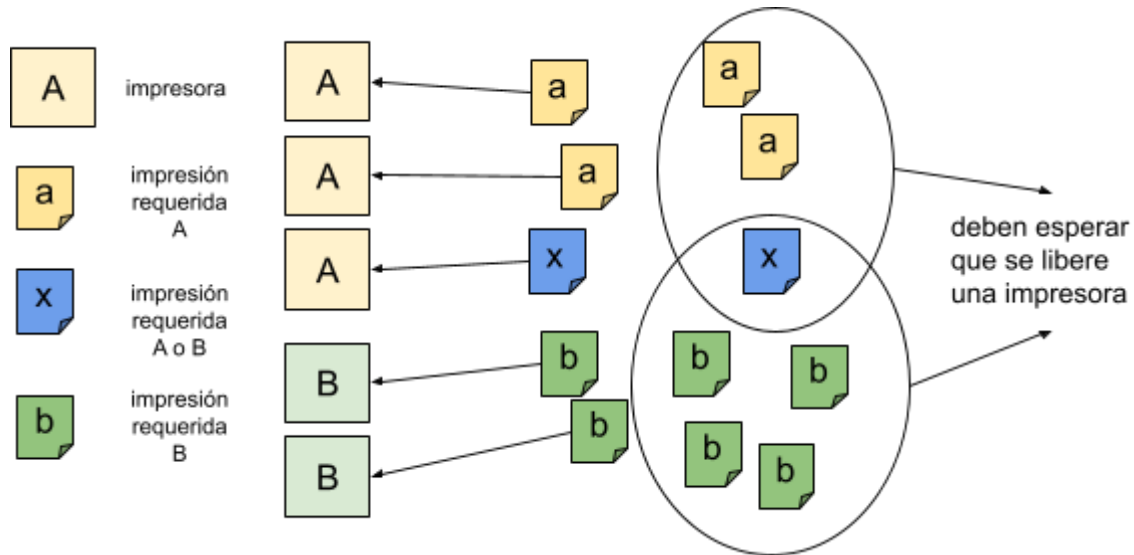 A
impresora
a
impresión
requerida
A
x
impresión
requerida
A o B
b
impresión
requerida
B
A
A
A
B
B
a
a
x
b
b
a
a
x
b
b
b
b
deben esperar
que se libere
una impresora